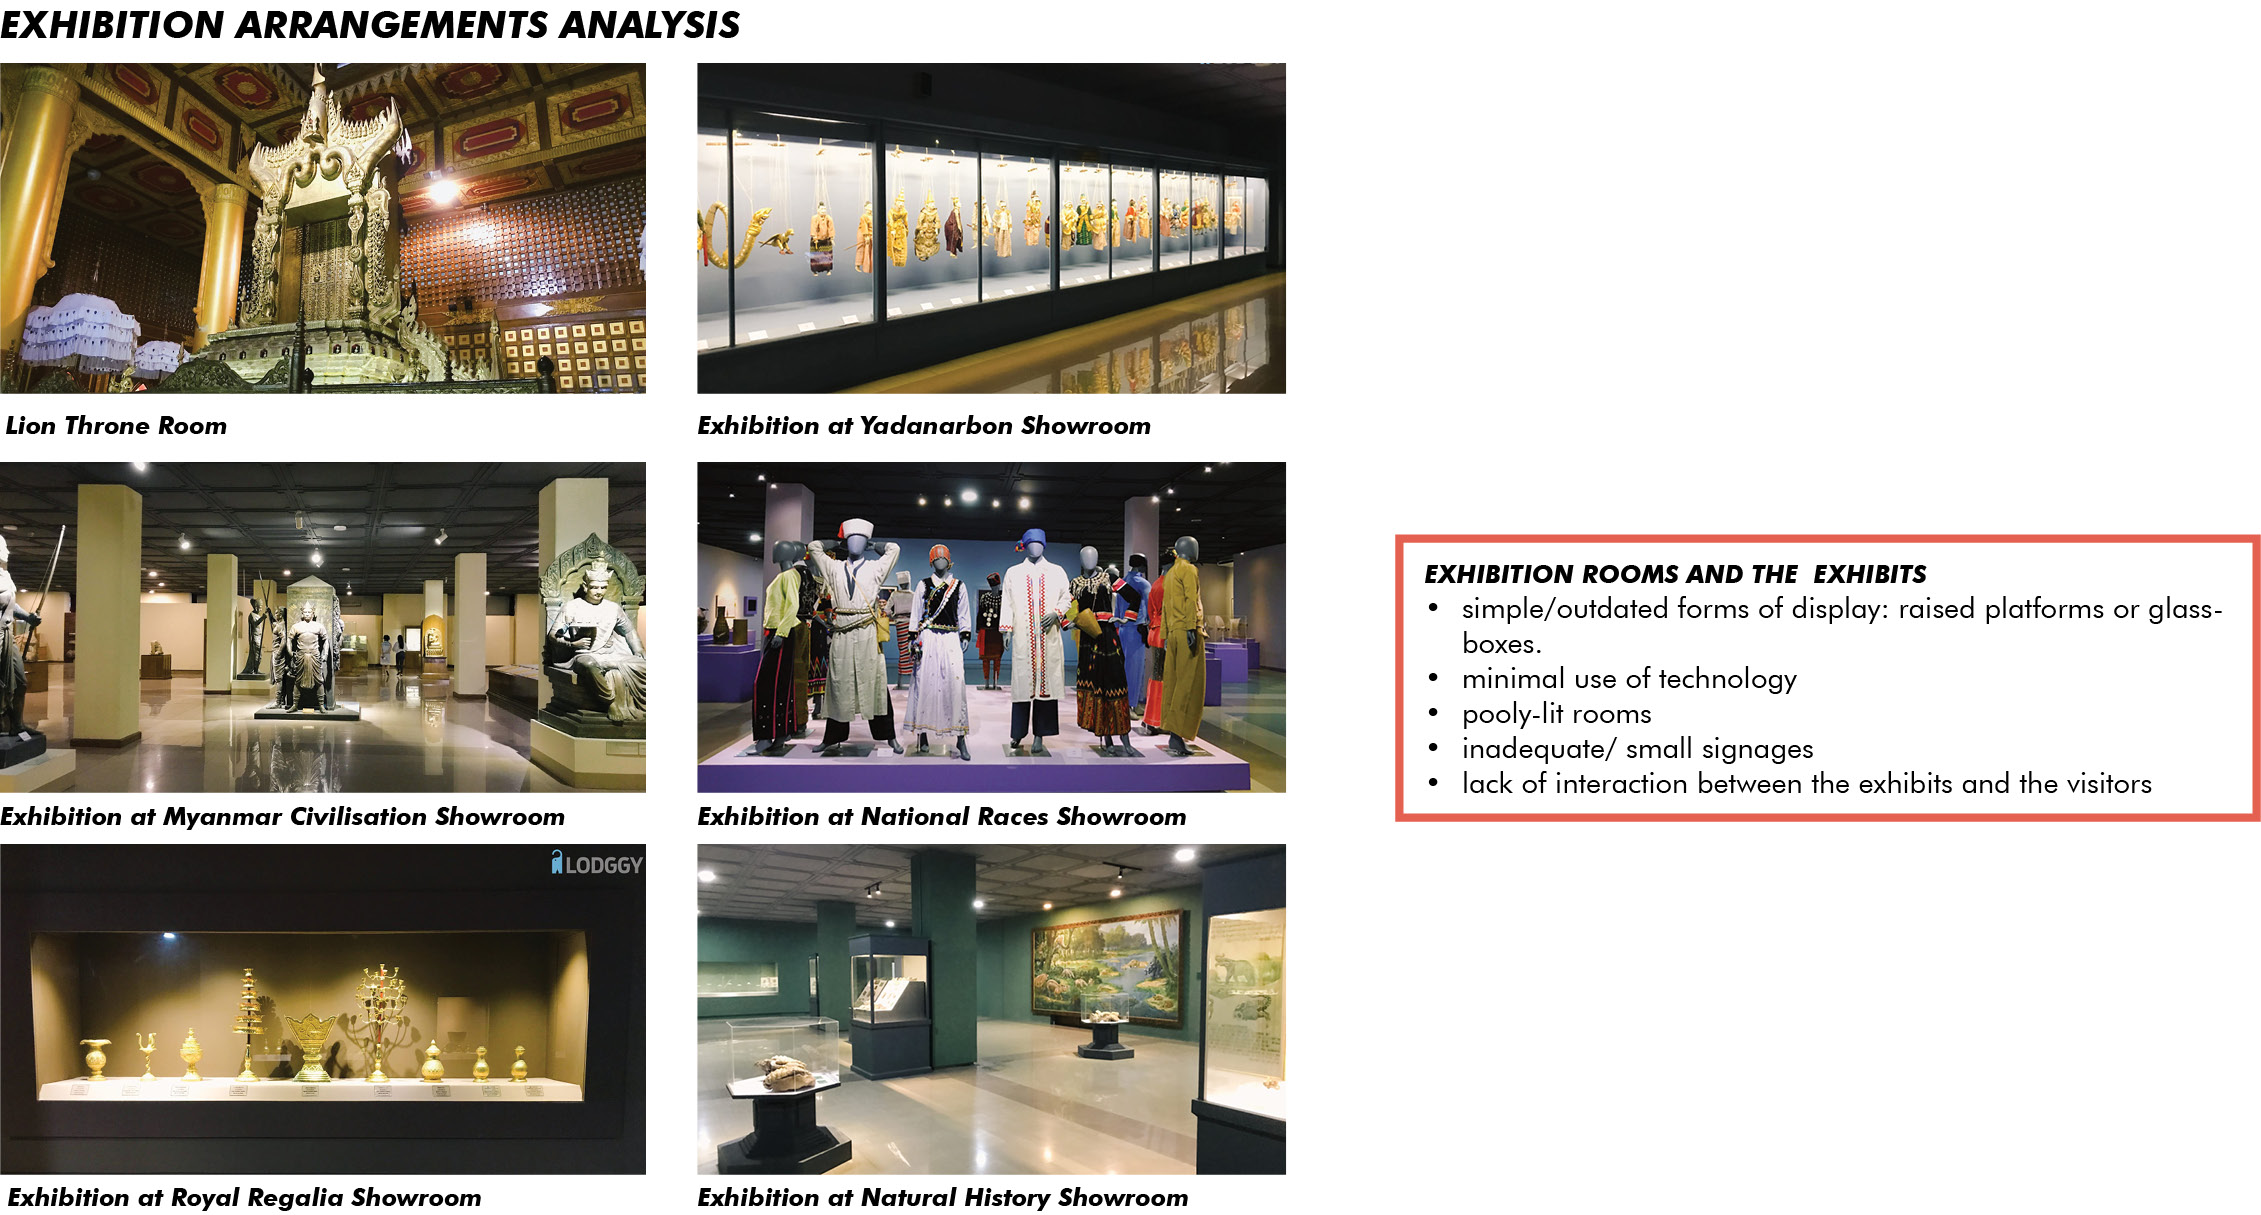 EXHIBITION ARRANGEMENTS ANALYSIS
Lion Throne Room
Exhibition at Yadanarbon Showroom
Exhibition at Myanmar Civilisation Showroom
Exhibition at National Races Showroom
LODGGY
Exhibition at Royal Regalia Showroom
Exhibition at Natural History Showroom
EXHIBITION ROOMS AND THE EXHIBITS
• simple/outdated forms of display: raised platforms or glass-
boxes.
• minimal use of technology
• pooly-lit rooms
• inadequate/ small signages
• lack of interaction between the exhibits and the visitors